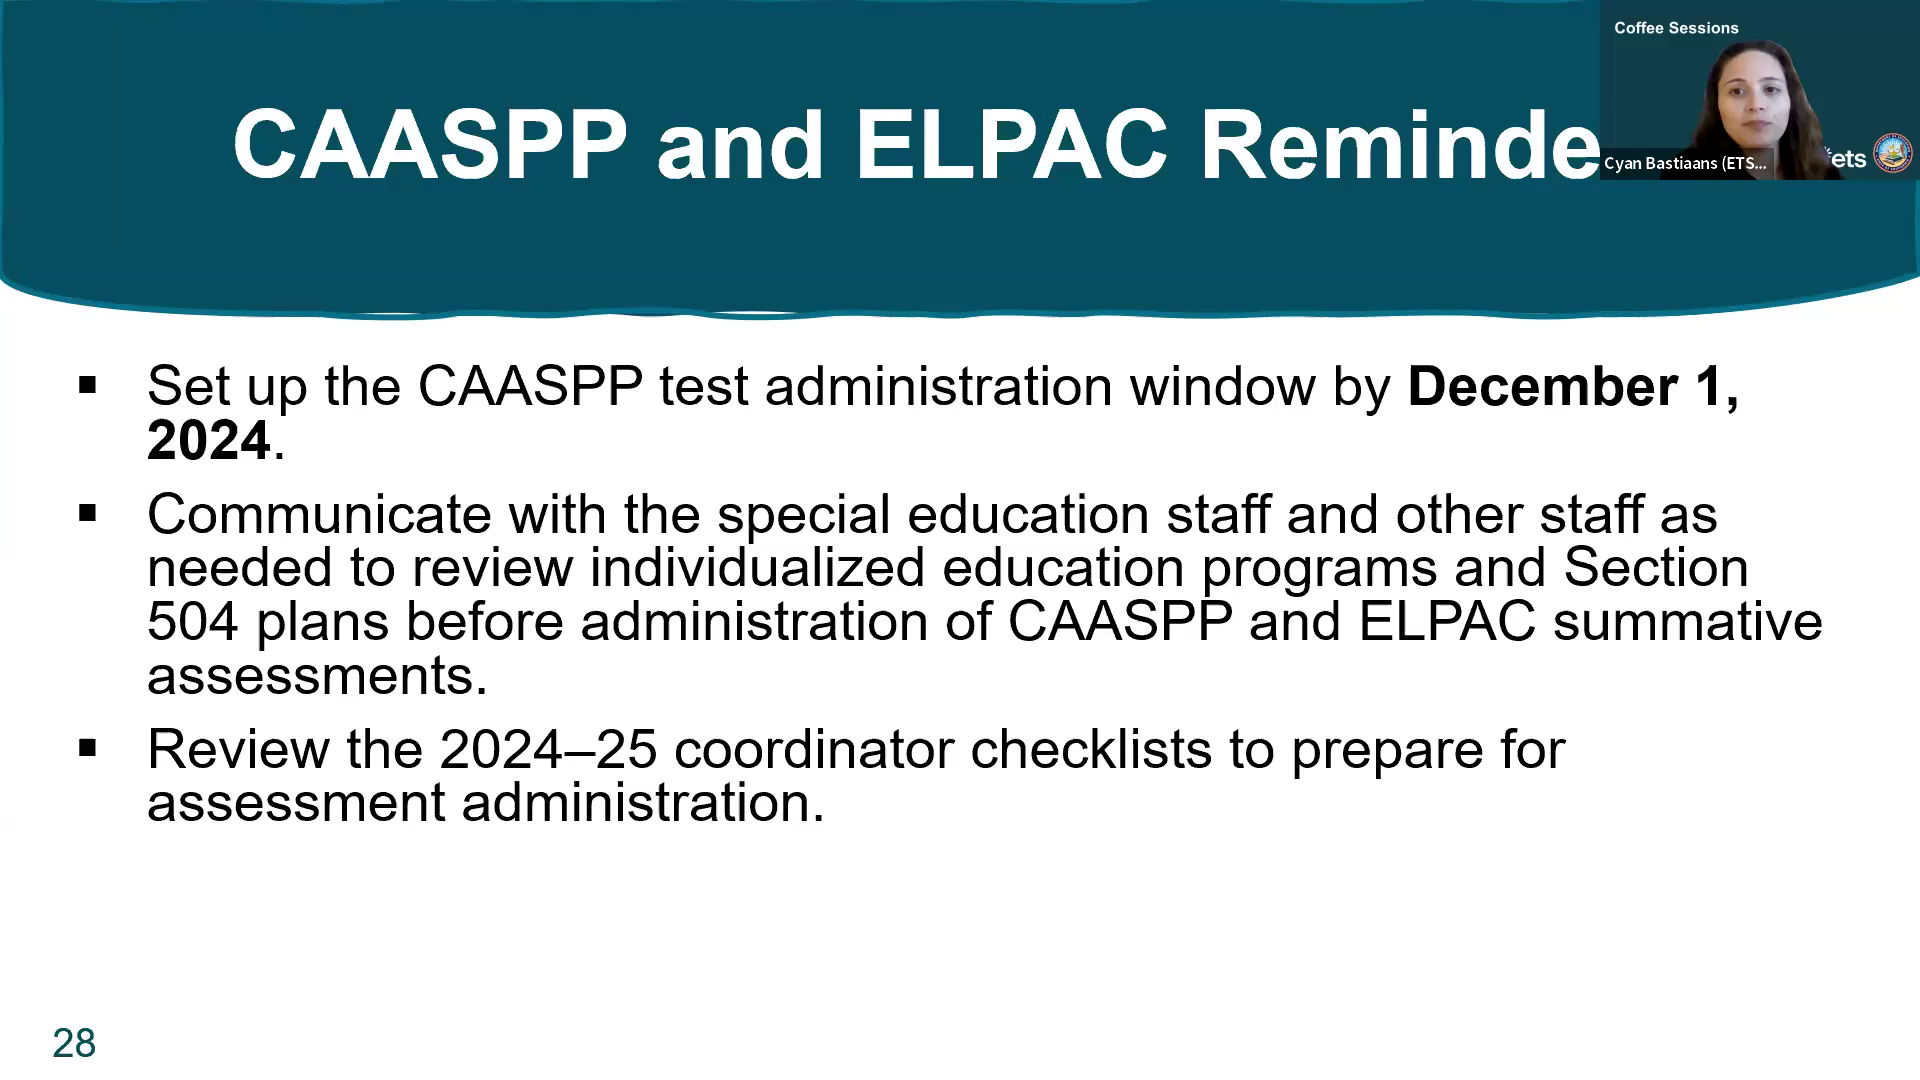 Coffee Sessions
CAASPP and ELPAC Reminde
Cyan Bastiaans (ETS...
ets
Set up the CAASPP test administration window by December 1,
2024.
Communicate with the special education staff and other staff as
needed to review individualized education programs and Section
504 plans before administration of CAASPP and ELPAC summative
assessments.
Review the 2024–25 coordinator checklists to prepare for
assessment administration.
28